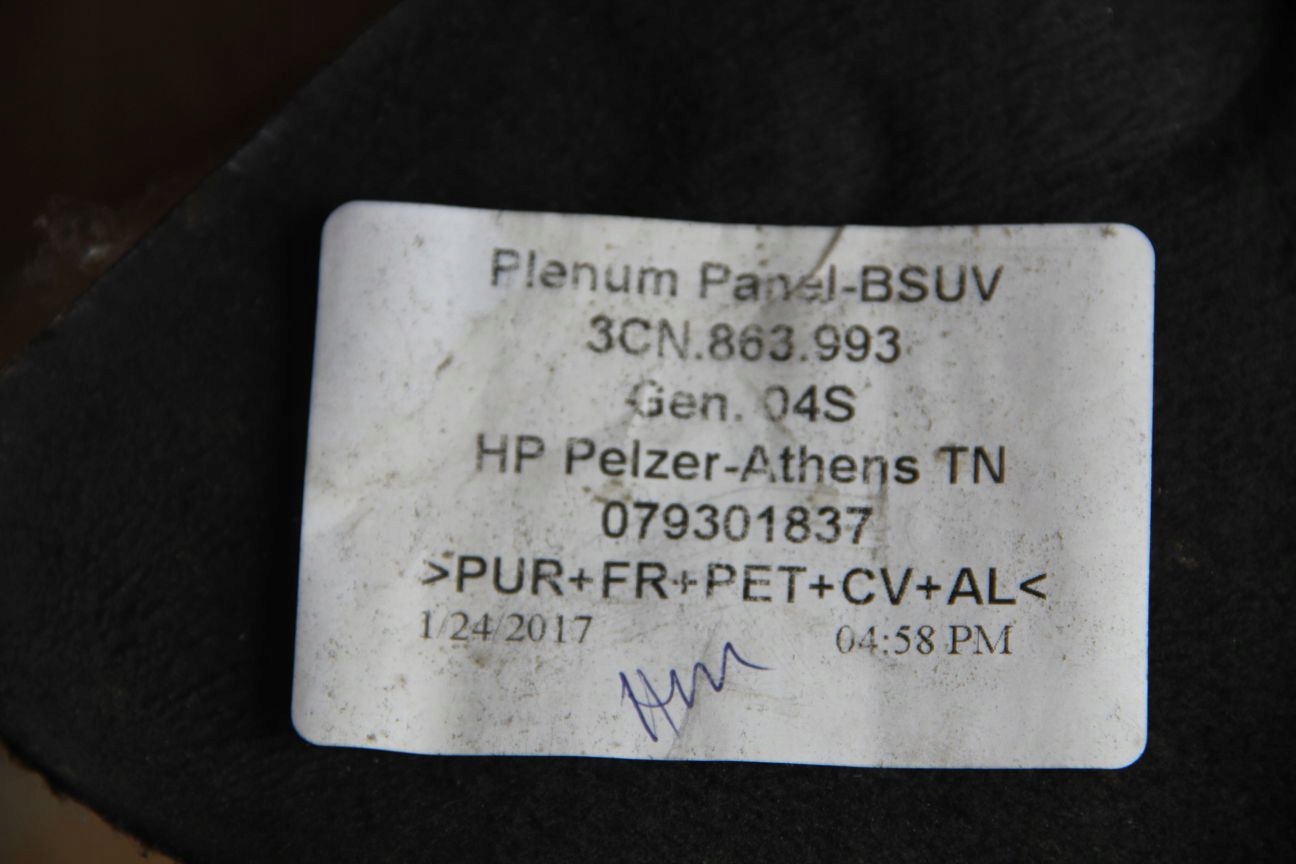 Plenum Panel-BSUV
3CN.863.993
Gen. 04S
HP Pelzer-Athens TN
079301837
>PUR+FR+PET+CV+AL<
1/24/2017 04:58 PM